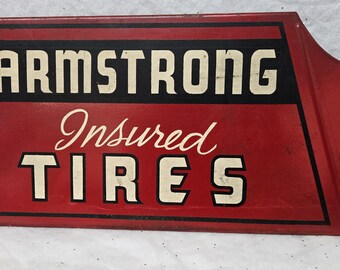 ARMSTRONG
Insured
TIRES